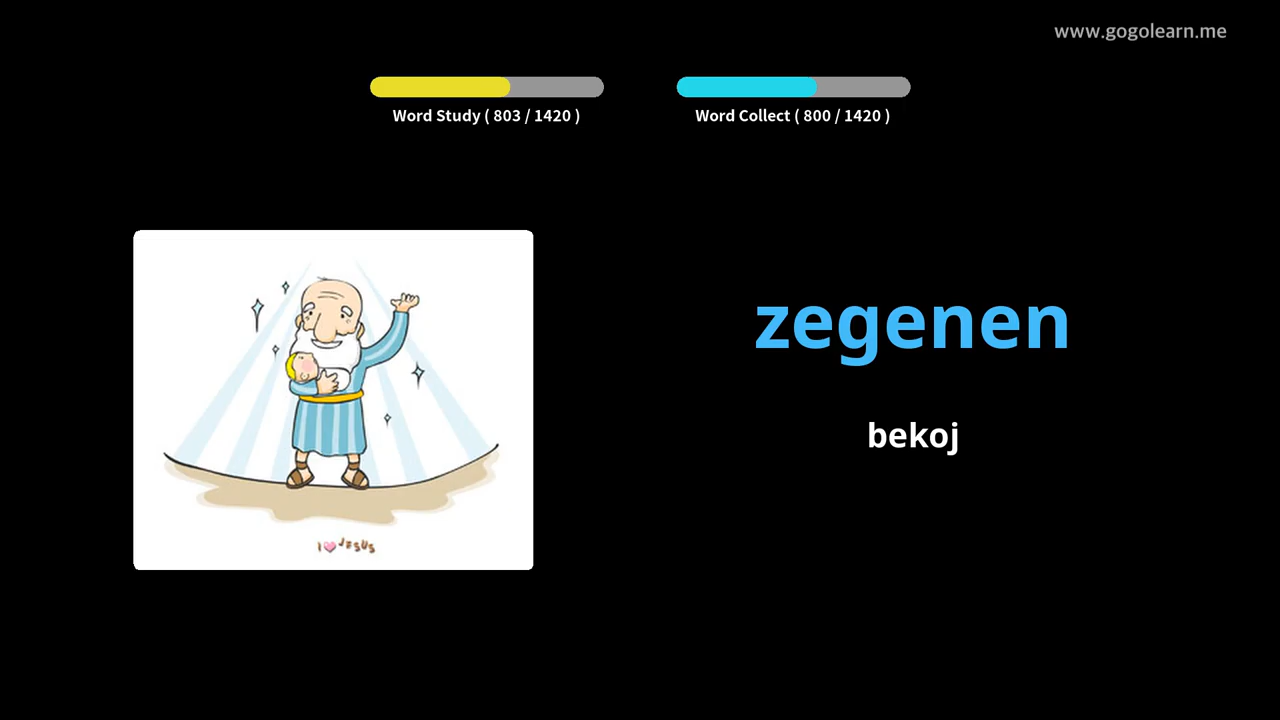 www.gogolearn.me
Word Study ( 803 / 1420 )
Word Collect ( 800 / 1420 )
zegenen
bekoj
I JESUS